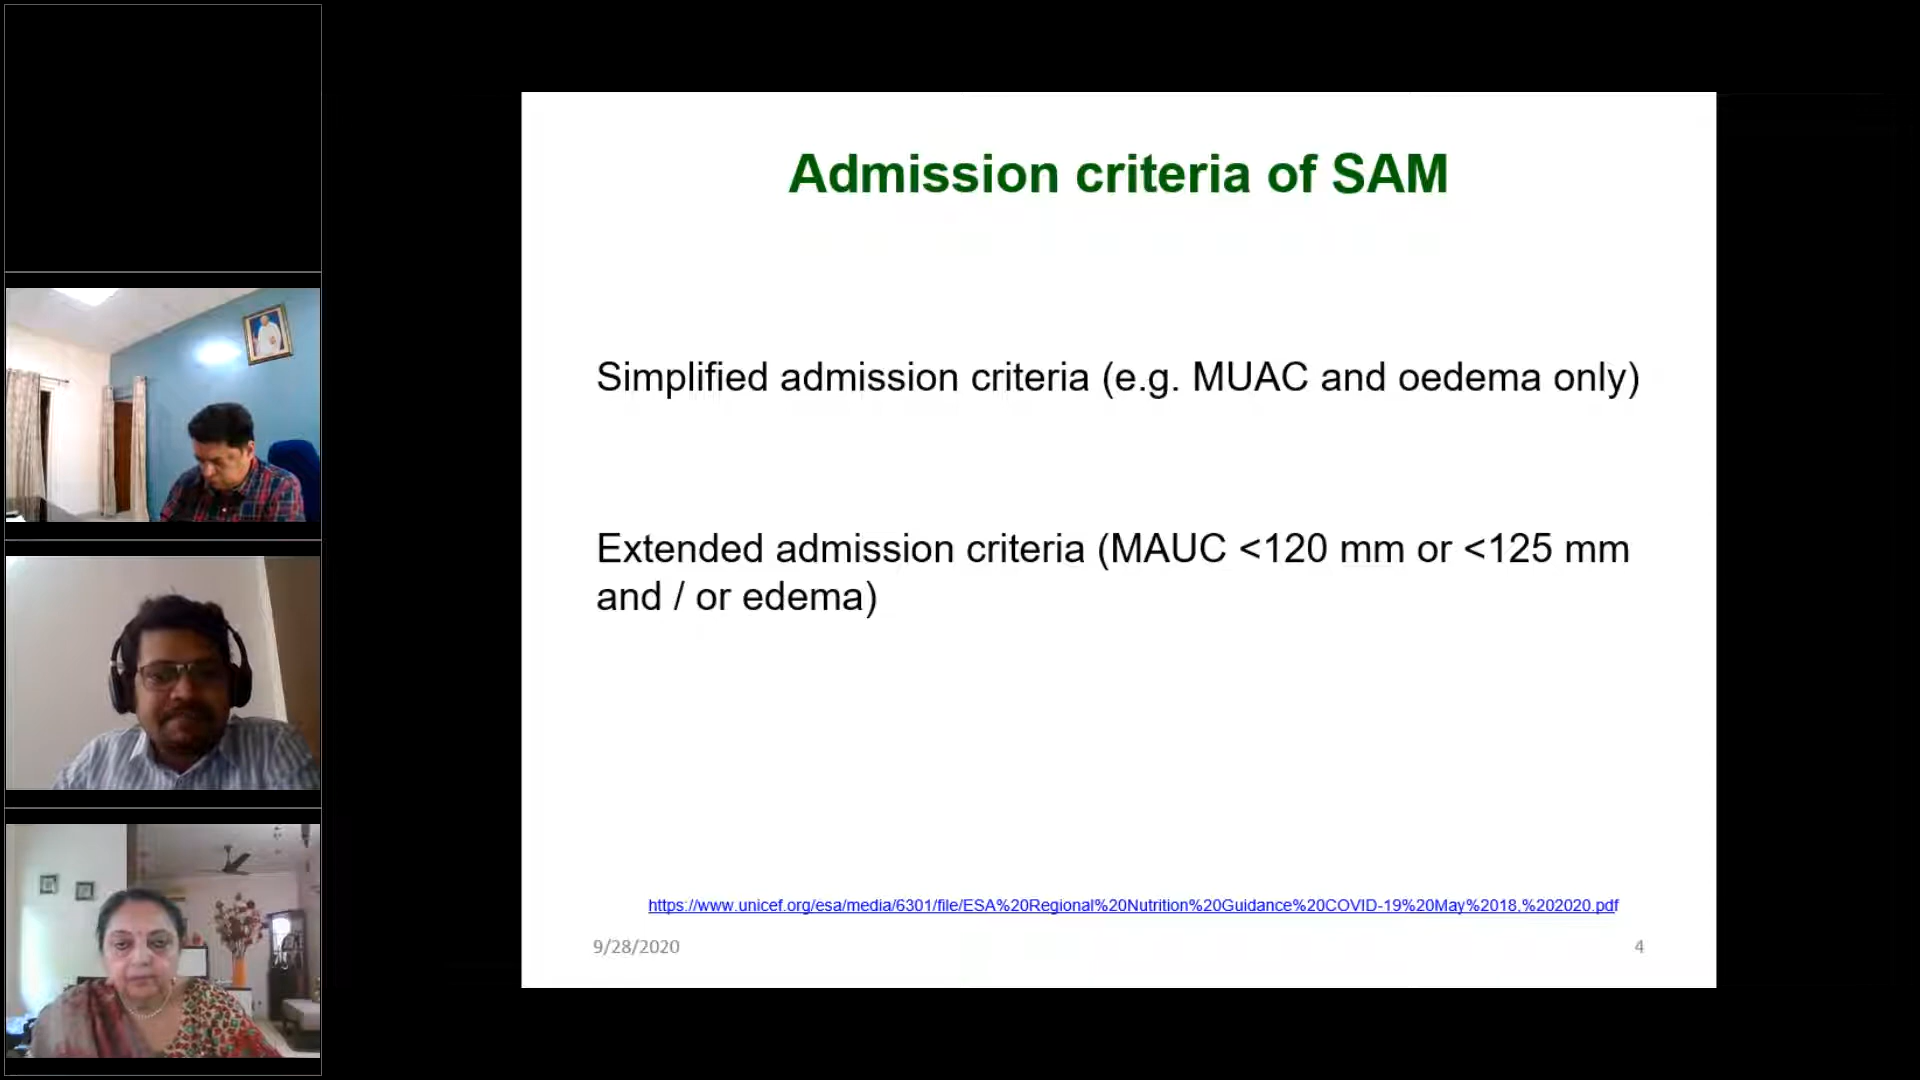 Admission criteria of SAM
Simplified admission criteria (e.g. MUAC and oedema only)
Extended admission criteria (MAUC <120 mm or <125 mm
and / or edema)
https://www.unicef.org/esa/media/6301/file/ESA%20Regional%20Nutrition%20Guidance%20COVID-19%20May%2018,%202020.pdf
9/28/2020
4